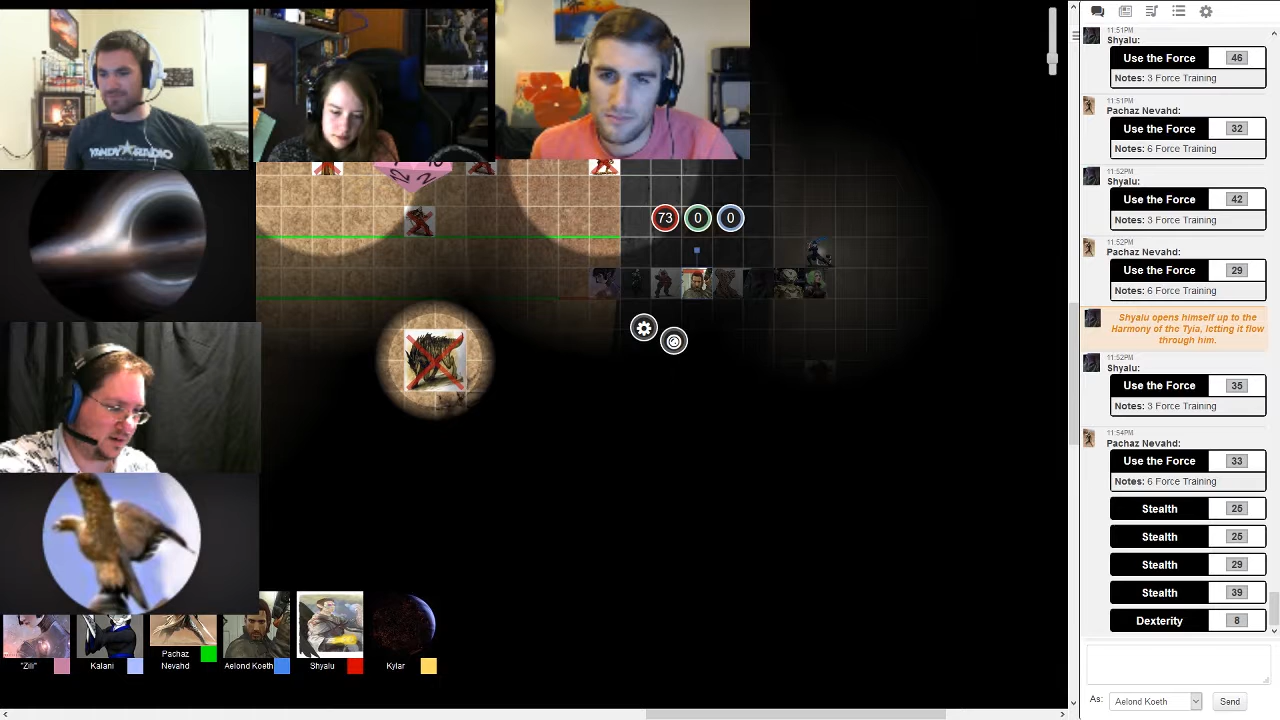 VANDY RADIO
12
2
73
0
0
11:51PM
Shyalu:
Use the Force 46
Notes: 3 Force Training
11:51PM
Pachaz Nevahd:
Use the Force 32
Notes: 6 Force Training
11:52PM
Shyalu:
Use the Force 42
Notes: 3 Force Training
11:52PM
Pachaz Nevahd:
Use the Force 29
Notes: 6 Force Training
Shyalu opens himself up to the
Harmony of the Tyia, letting it flow
through him.
11:52PM
Shyalu:
Use the Force 35
Notes: 3 Force Training
11:54PM
Pachaz Nevahd:
Use the Force 33
Notes: 6 Force Training
Stealth 25
Stealth 25
Stealth 29
Stealth 39
Dexterity 8
As: Aelond Koeth Send
"Zili"
Kalani
Pachaz
Nevahd
Aelond Koeth
Shyalu
Kylar